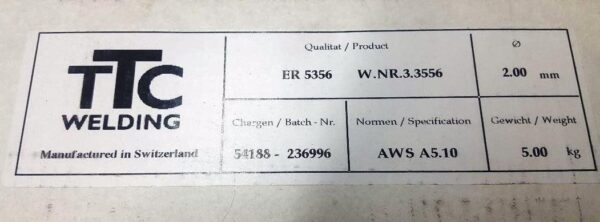 TTC
WELDING
Manufactured in Switzerland
Qualitat / Product
ER 5356 W.NR.3.3556
Ø
2.00 mm
Chargen / Batch - Nr.
54188 - 236996
Normen / Specification
AWS A5.10
Gewicht / Weight
5.00 kg